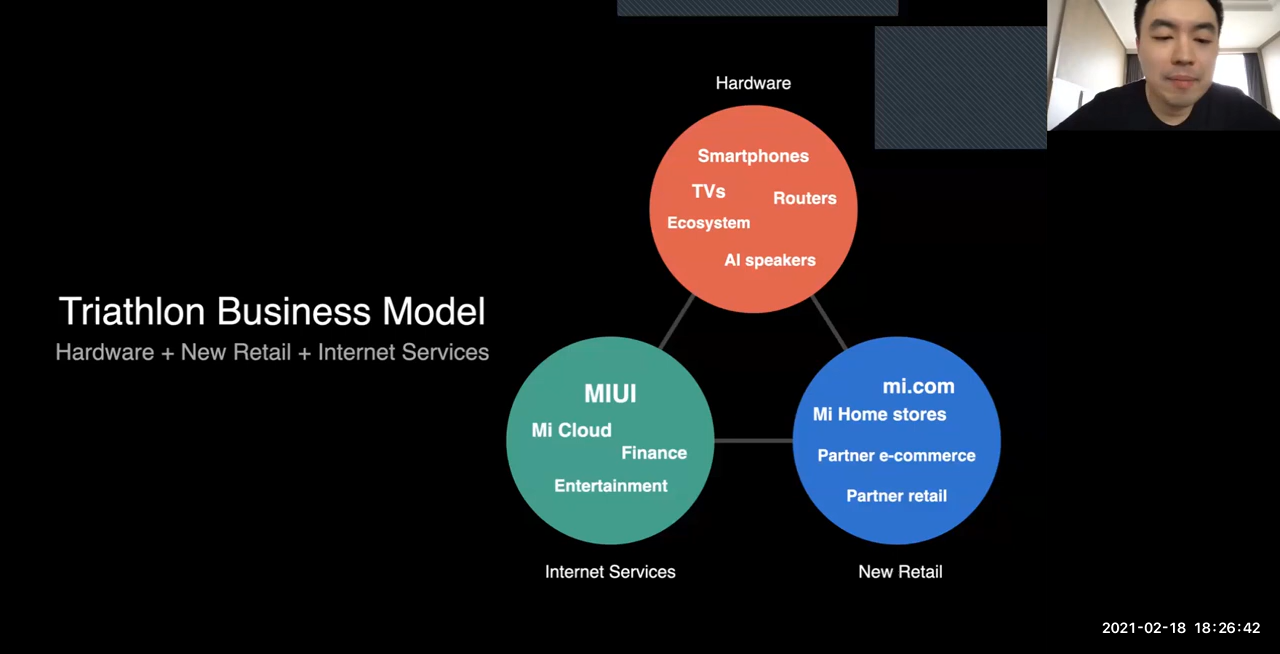 Hardware
Smartphones
TVs
Routers
Ecosystem
AI speakers
Triathlon Business Model
Hardware + New Retail + Internet Services
MIUI
Mi Cloud
Finance
Entertainment
mi.com
Mi Home stores
Partner e-commerce
Partner retail
Internet Services
New Retail
2021-02-18 18:26:42